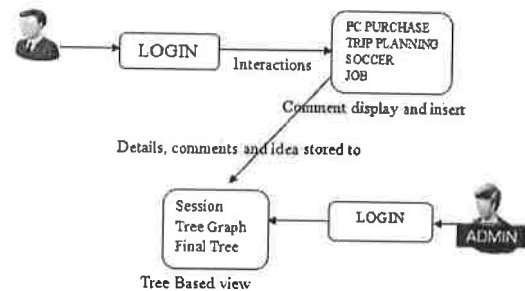 LOGIN
Interactions
PC PURCHASE
TRIP PLANNING
SOCCER
JOB
Comment display and insert
Details, comments and idea stored to
Session
Tree Graph
Final Tree
LOGIN
ADMIN
Tree Based view